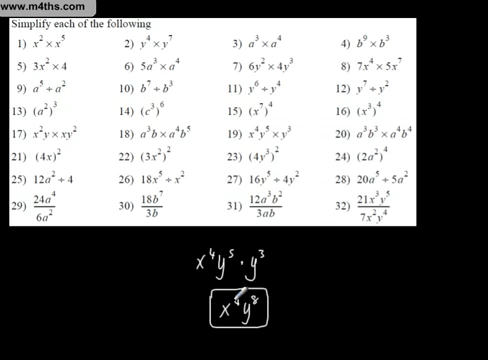 www.m4ths.com
Simplify each of the following
1) x² × x⁵ 2) y⁴ × y⁷ 3) a³ × a⁴ 4) b⁹ × b³
5) 3x² × 4 6) 5a³ × a⁴ 7) 6y² × 4y³ 8) 7x⁴ × 5x⁷
9) a⁵ ÷ a² 10) b⁷ ÷ b³ 11) y⁶ ÷ y⁴ 12) y⁷ ÷ y²
13) (a²)³ 14) (c³)⁶ 15) (x⁷)⁴ 16) (x³)⁴
17) x²y × xy² 18) a³b × a⁴b⁵ 19) x⁴y⁵ × y³ 20) a³b³ × a⁴b⁴
21) (4x)² 22) (3x²)² 23) (4y³)² 24) (2a²)⁴
25) 12a² ÷ 4 26) 18x⁵ ÷ x² 27) 16y⁵ ÷ 4y² 28) 20a⁵ ÷ 5a²
29) 24a⁴/6a² 30) 18b⁷/3b 31) 12a³b²/3ab 32) 21x³y⁵/7x²y⁴
x⁴y⁵ · y³
x⁴y⁸